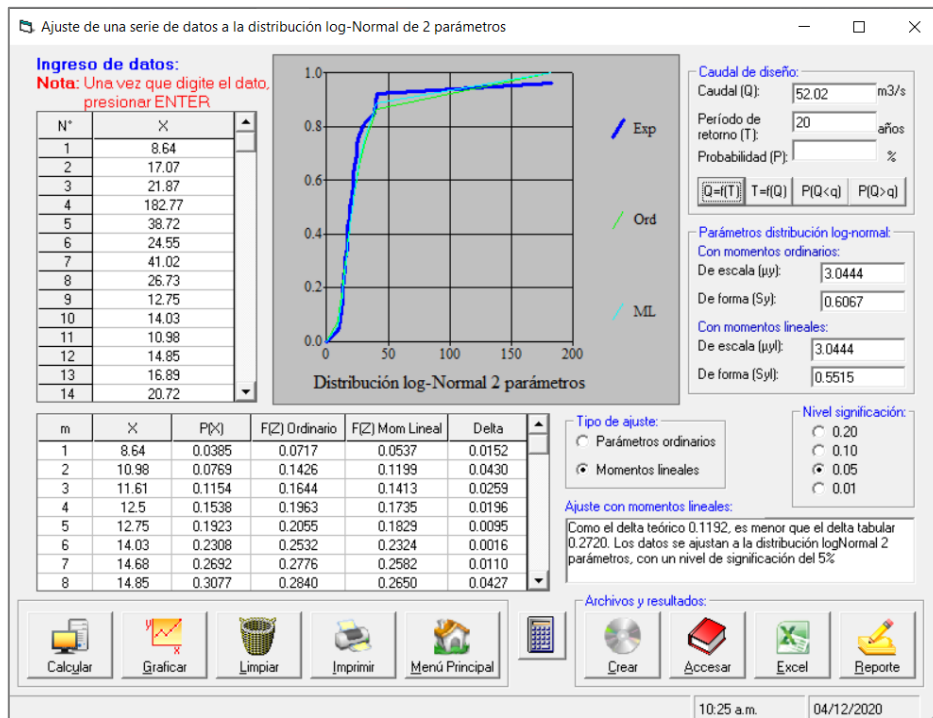 Ajuste de una serie de datos a la distribución log-Normal de 2 parámetros
Ingreso de datos:
Nota: Una vez que digite el dato,
presionar ENTER
N° X
1 8.64
2 17.07
3 21.87
4 182.77
5 38.72
6 24.55
7 41.02
8 26.73
9 12.75
10 14.03
11 10.98
12 14.85
13 16.89
14 20.72
1.0
0.8
0.6
0.4
0.2
0.0
0 50 100 150 200
Exp
Ord
ML
Distribución log-Normal 2 parámetros
Caudal de diseño:
Caudal (Q): 52.02 m3/s
Período de
retorno (T): 20 años
Probabilidad (P): %
Q=f(T) T=f(Q) P(Q<q) P(Q>q)
Parámetros distribución log-normal:
Con momentos ordinarios:
De escala (μy): 3.0444
De forma (Sy): 0.6067
Con momentos lineales:
De escala (μyl): 3.0444
De forma (Syl): 0.5515
m X P(X) F(Z) Ordinario F(Z) Mom Lineal Delta
1 8.64 0.0385 0.0717 0.0537 0.0152
2 10.98 0.0769 0.1426 0.1199 0.0430
3 11.61 0.1154 0.1644 0.1413 0.0259
4 12.5 0.1538 0.1963 0.1735 0.0196
5 12.75 0.1923 0.2055 0.1829 0.0095
6 14.03 0.2308 0.2532 0.2324 0.0016
7 14.68 0.2692 0.2776 0.2582 0.0110
8 14.85 0.3077 0.2840 0.2650 0.0427
Tipo de ajuste:
Parámetros ordinarios
Momentos lineales
Nivel significación:
0.20
0.10
0.05
0.01
Ajuste con momentos lineales:
Como el delta teórico 0.1192, es menor que el delta tabular
0.2720. Los datos se ajustan a la distribución logNormal 2
parámetros, con un nivel de significación del 5%
Calcular Graficar Limpiar Imprimir Menú Principal
Archivos y resultados:
Crear Accesar Excel Reporte
10:25 a.m. 04/12/2020